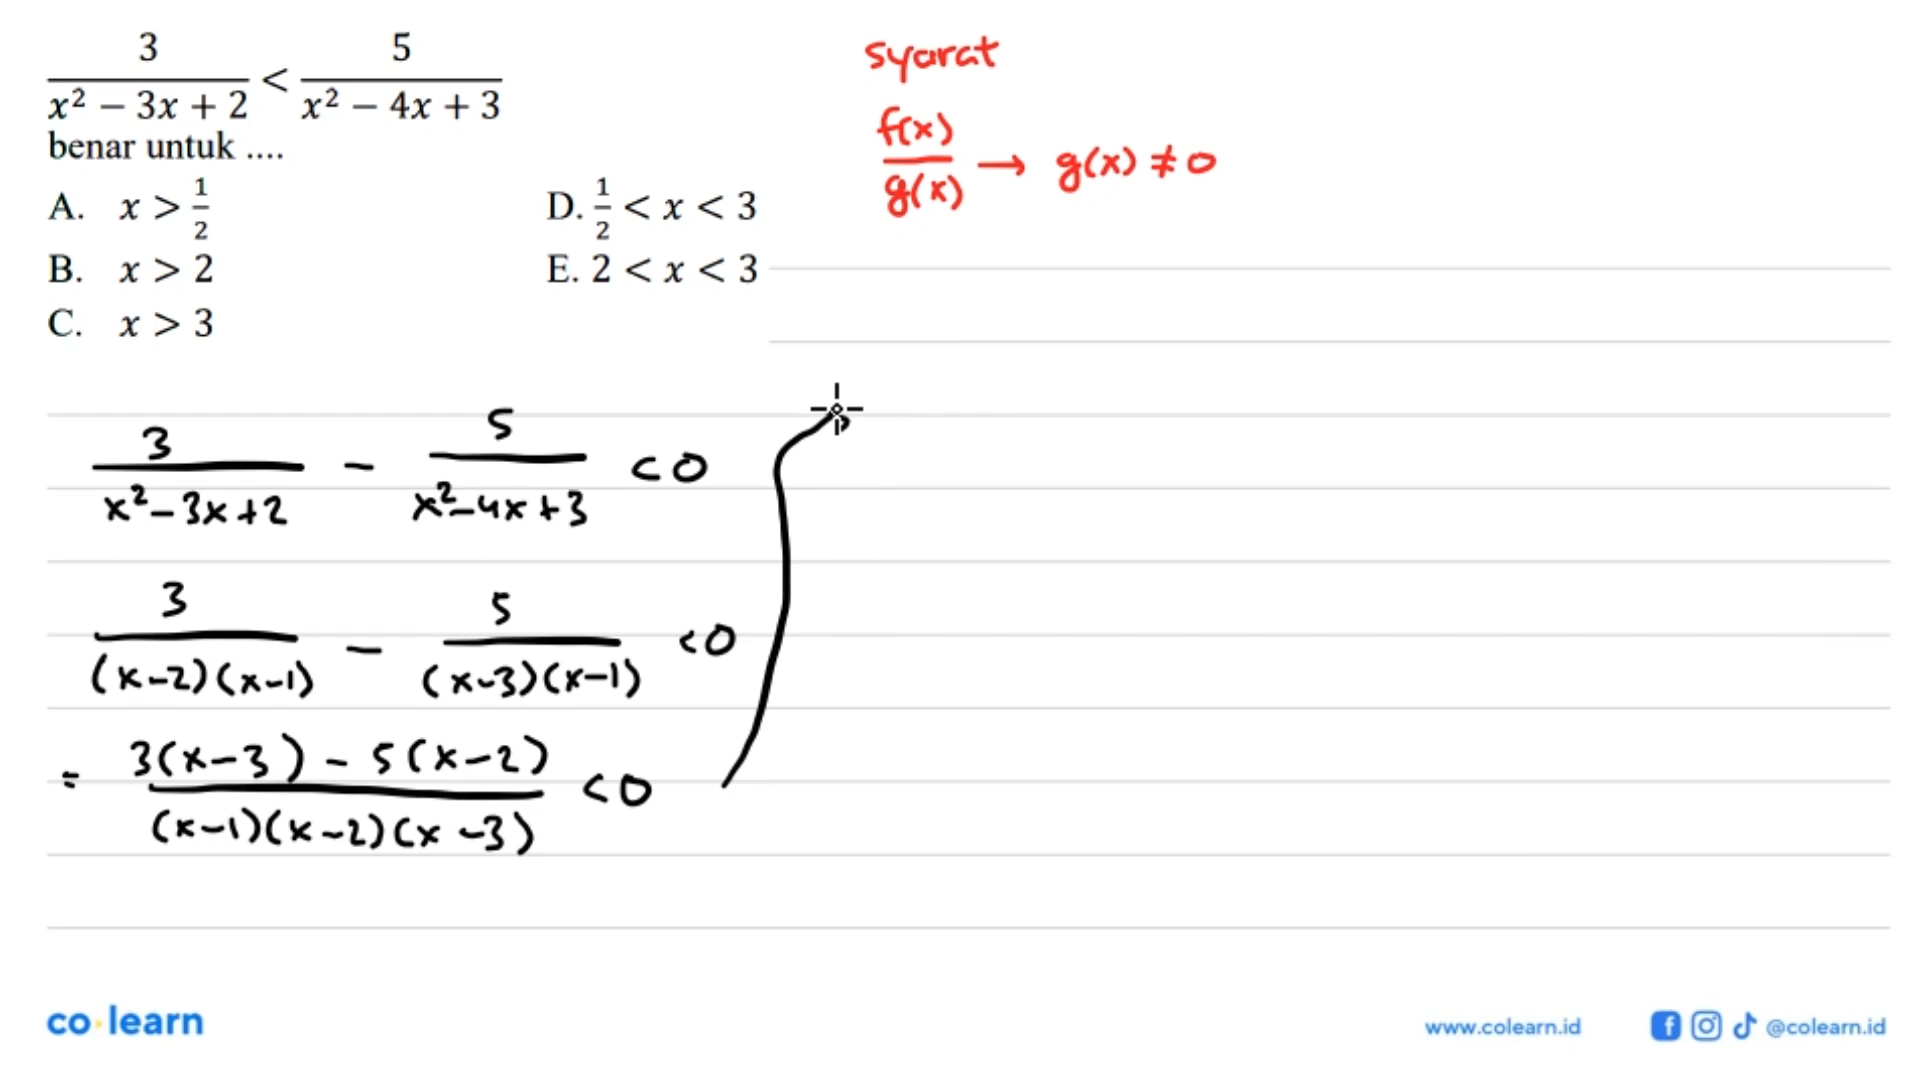 3/(x² − 3x + 2) < 5/(x² − 4x + 3)
benar untuk ....
A. x > 1/2
B. x > 2
C. x > 3
D. 1/2 < x < 3
E. 2 < x < 3
syarat
f(x)/g(x) → g(x) ≠ 0
3/(x²−3x+2) − 5/(x²−4x+3) < 0
3/((x−2)(x−1)) − 5/((x−3)(x−1)) < 0
= (3(x−3) − 5(x−2))/((x−1)(x−2)(x−3)) < 0
co learn
www.colearn.id
@colearn.id